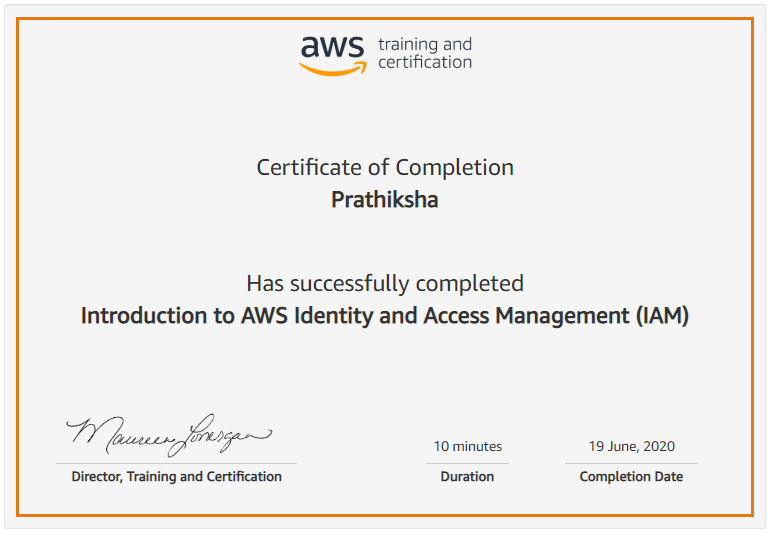 aws training and
certification
Certificate of Completion
Prathiksha
Has successfully completed
Introduction to AWS Identity and Access Management (IAM)
Maureen Lonergan
10 minutes
19 June, 2020
Director, Training and Certification
Duration
Completion Date